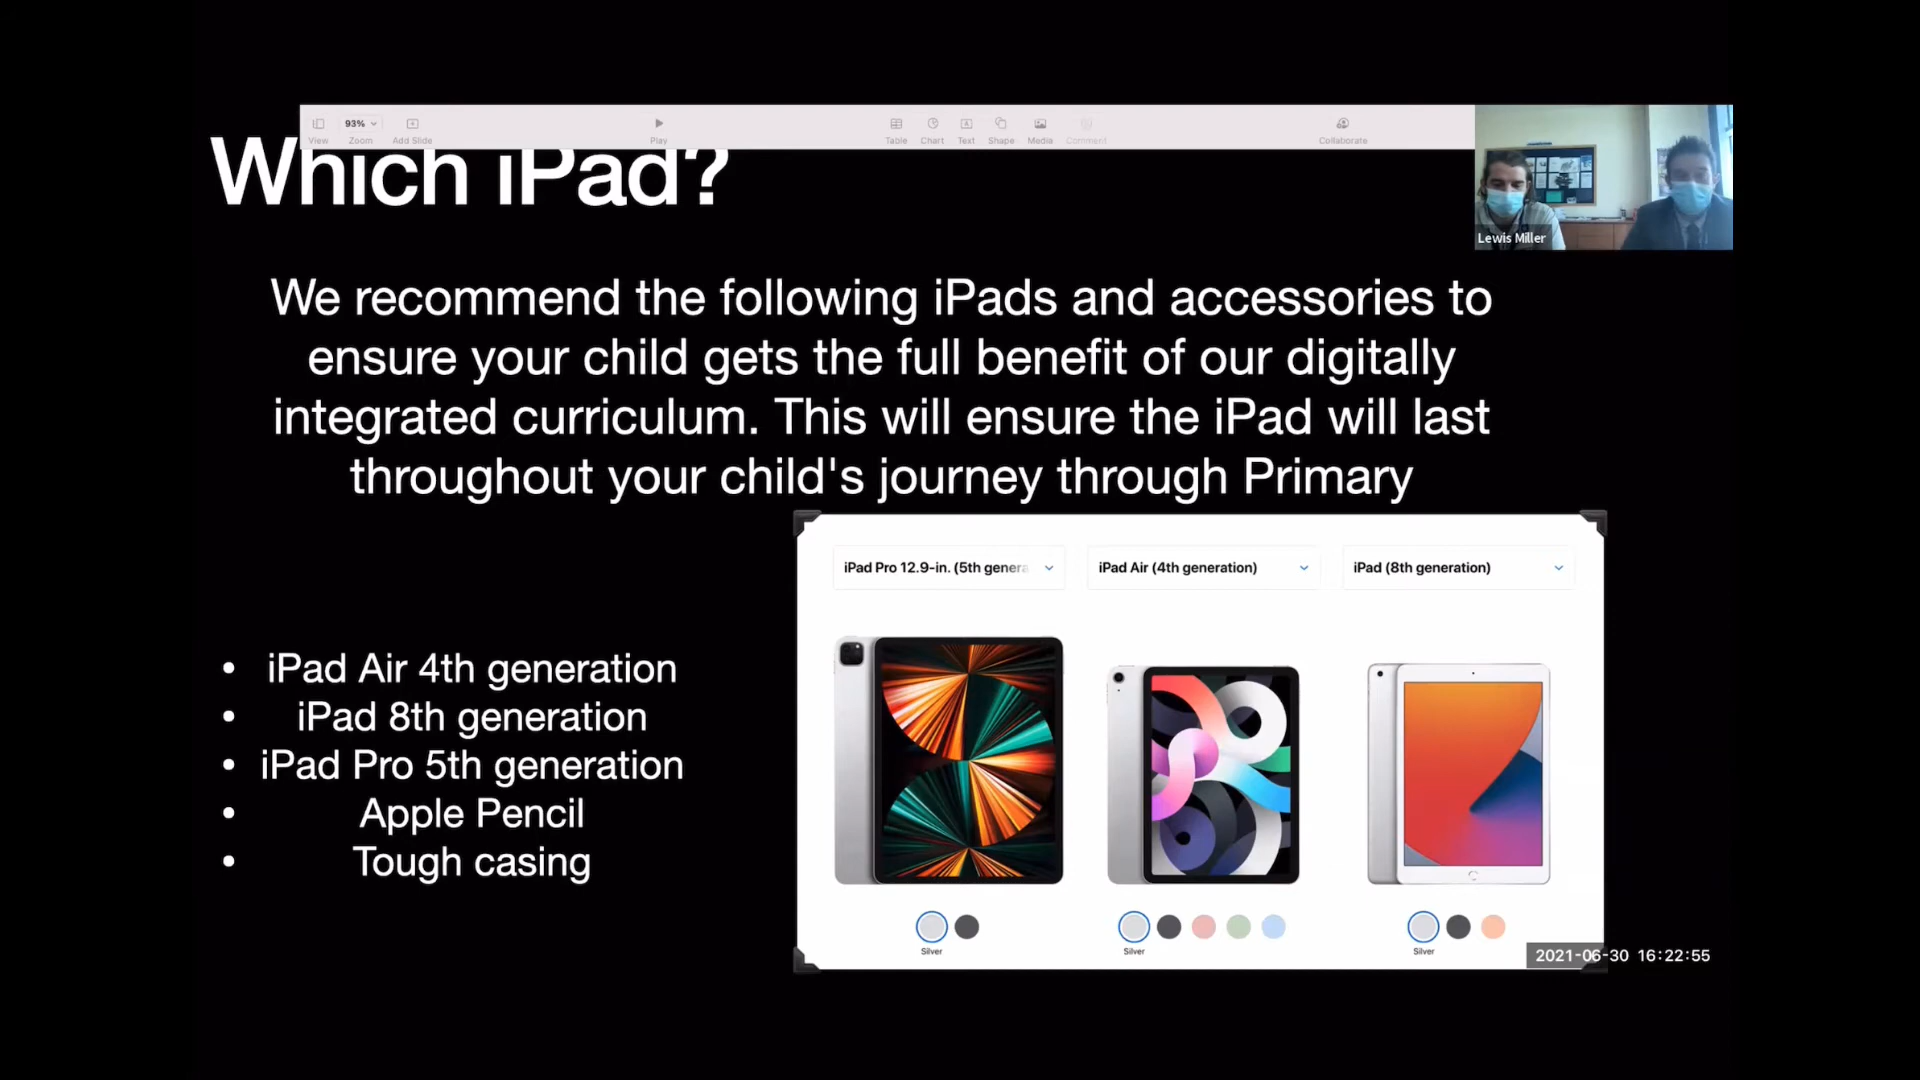 93%
View Zoom Add Slide Play Table Chart Text Shape Media Comment Collaborate
Which iPad?
Lewis Miller
We recommend the following iPads and accessories to
ensure your child gets the full benefit of our digitally
integrated curriculum. This will ensure the iPad will last
throughout your child's journey through Primary
• iPad Air 4th generation
• iPad 8th generation
• iPad Pro 5th generation
• Apple Pencil
• Tough casing
iPad Pro 12.9-in. (5th genera
iPad Air (4th generation)
iPad (8th generation)
Silver
Silver
Silver
2021-06-30 16:22:55